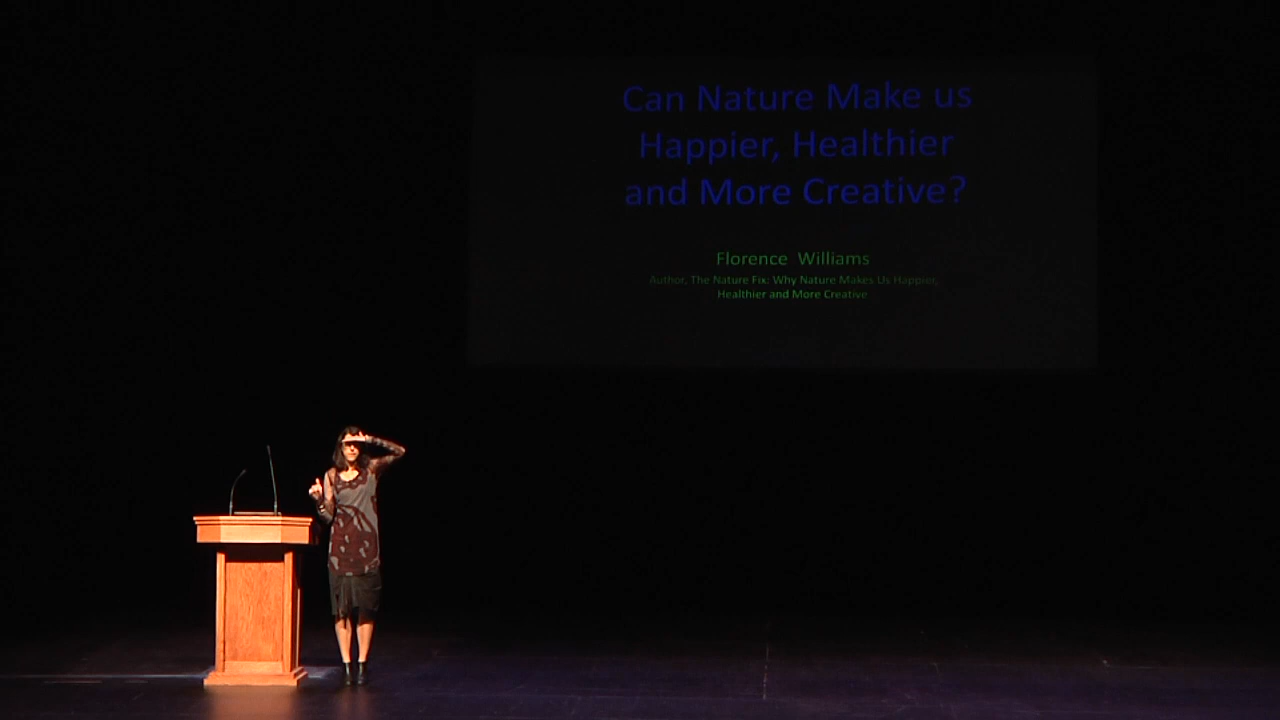 Can Nature Make us
Happier, Healthier
and More Creative?
Florence Williams
Author, The Nature Fix: Why Nature Makes Us Happier,
Healthier and More Creative